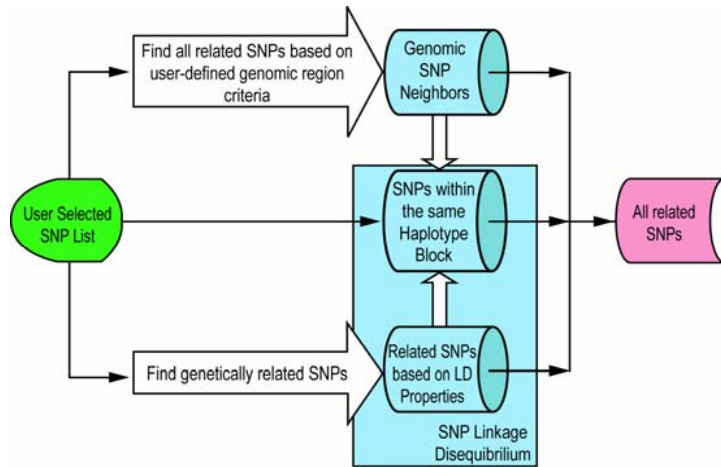 Find all related SNPs based on
user-defined genomic region
criteria
Genomic
SNP
Neighbors
User Selected
SNP List
SNPs within
the same
Haplotype
Block
All related
SNPs
Find genetically related SNPs
Related SNPs
based on LD
Properties
SNP Linkage
Disequibrilium